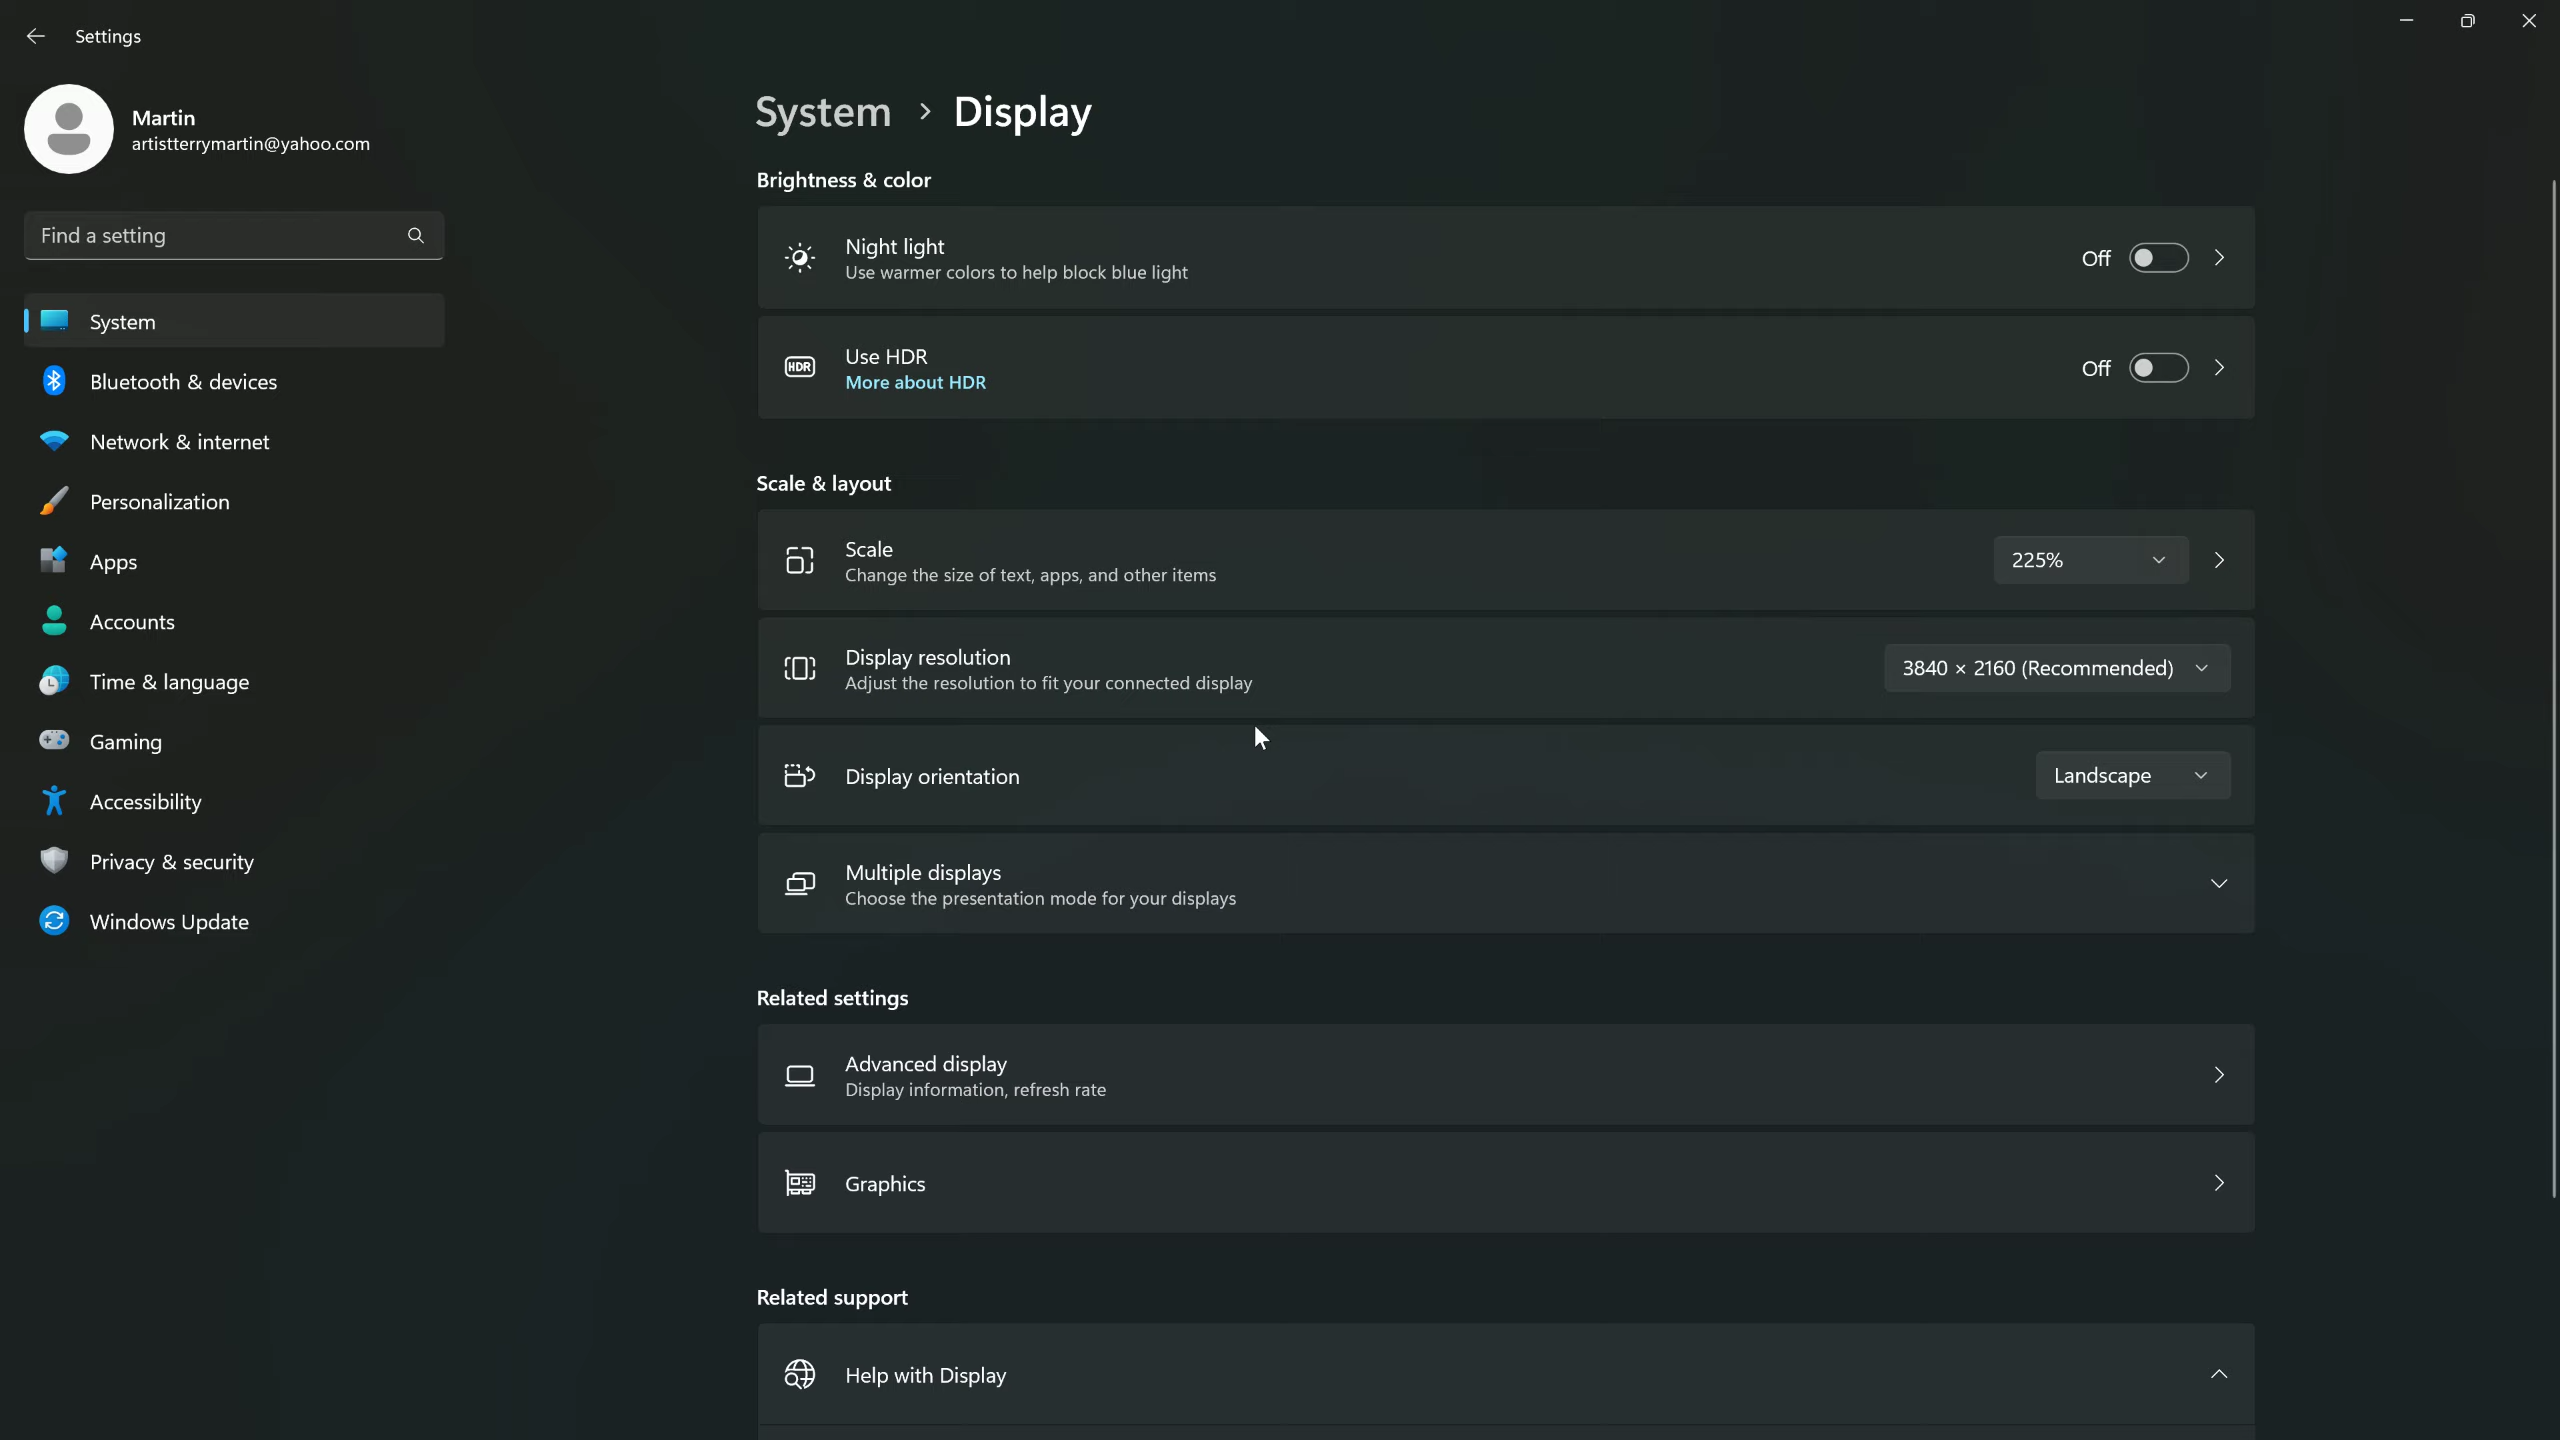 Settings
Martin
artistterrymartin@yahoo.com
Find a setting
System
Bluetooth & devices
Network & internet
Personalization
Apps
Accounts
Time & language
Gaming
Accessibility
Privacy & security
Windows Update
System > Display
Brightness & color
Night light
Use warmer colors to help block blue light
Off
HDR
Use HDR
More about HDR
Off
Scale & layout
Scale
Change the size of text, apps, and other items
225%
Display resolution
Adjust the resolution to fit your connected display
3840 × 2160 (Recommended)
Display orientation
Landscape
Multiple displays
Choose the presentation mode for your displays
Related settings
Advanced display
Display information, refresh rate
Graphics
Related support
Help with Display